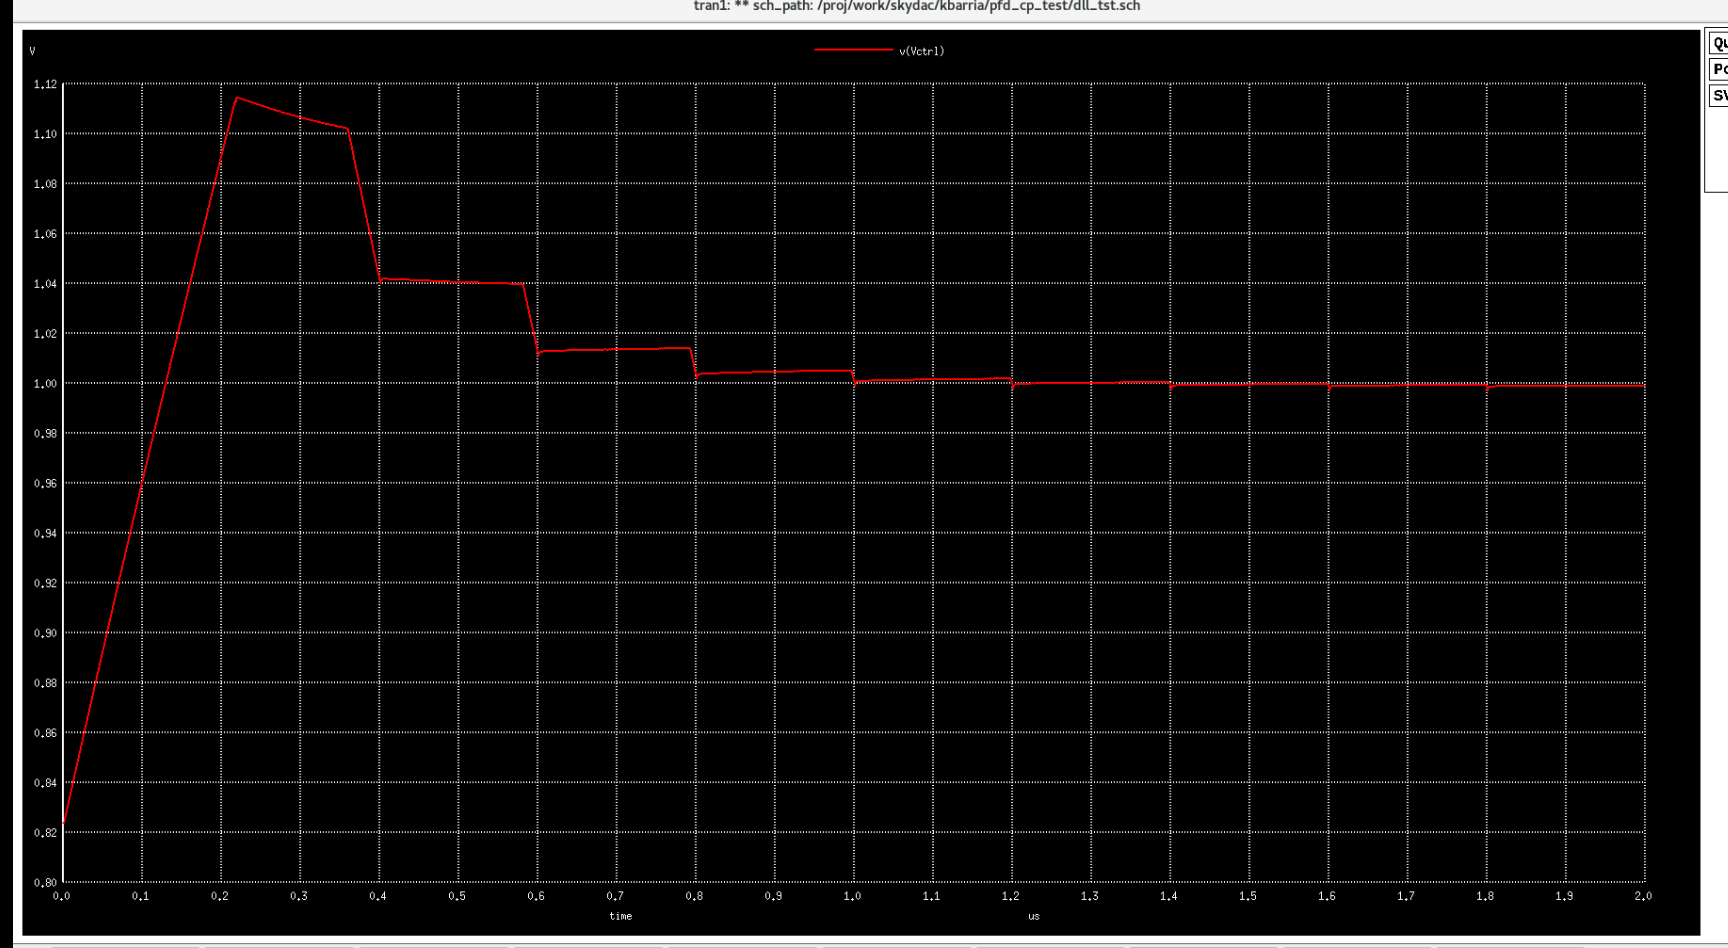 tran1: ** sch_path: /proj/work/skydac/kbarria/pfd_cp_test/dll_tst.sch
V
v(Vctrl)
Qu
Po
SV
1.12
1.10
1.08
1.06
1.04
1.02
1.00
0.98
0.96
0.94
0.92
0.90
0.88
0.86
0.84
0.82
0.80
0.0 0.1 0.2 0.3 0.4 0.5 0.6 0.7 0.8 0.9 1.0 1.1 1.2 1.3 1.4 1.5 1.6 1.7 1.8 1.9 2.0
time us